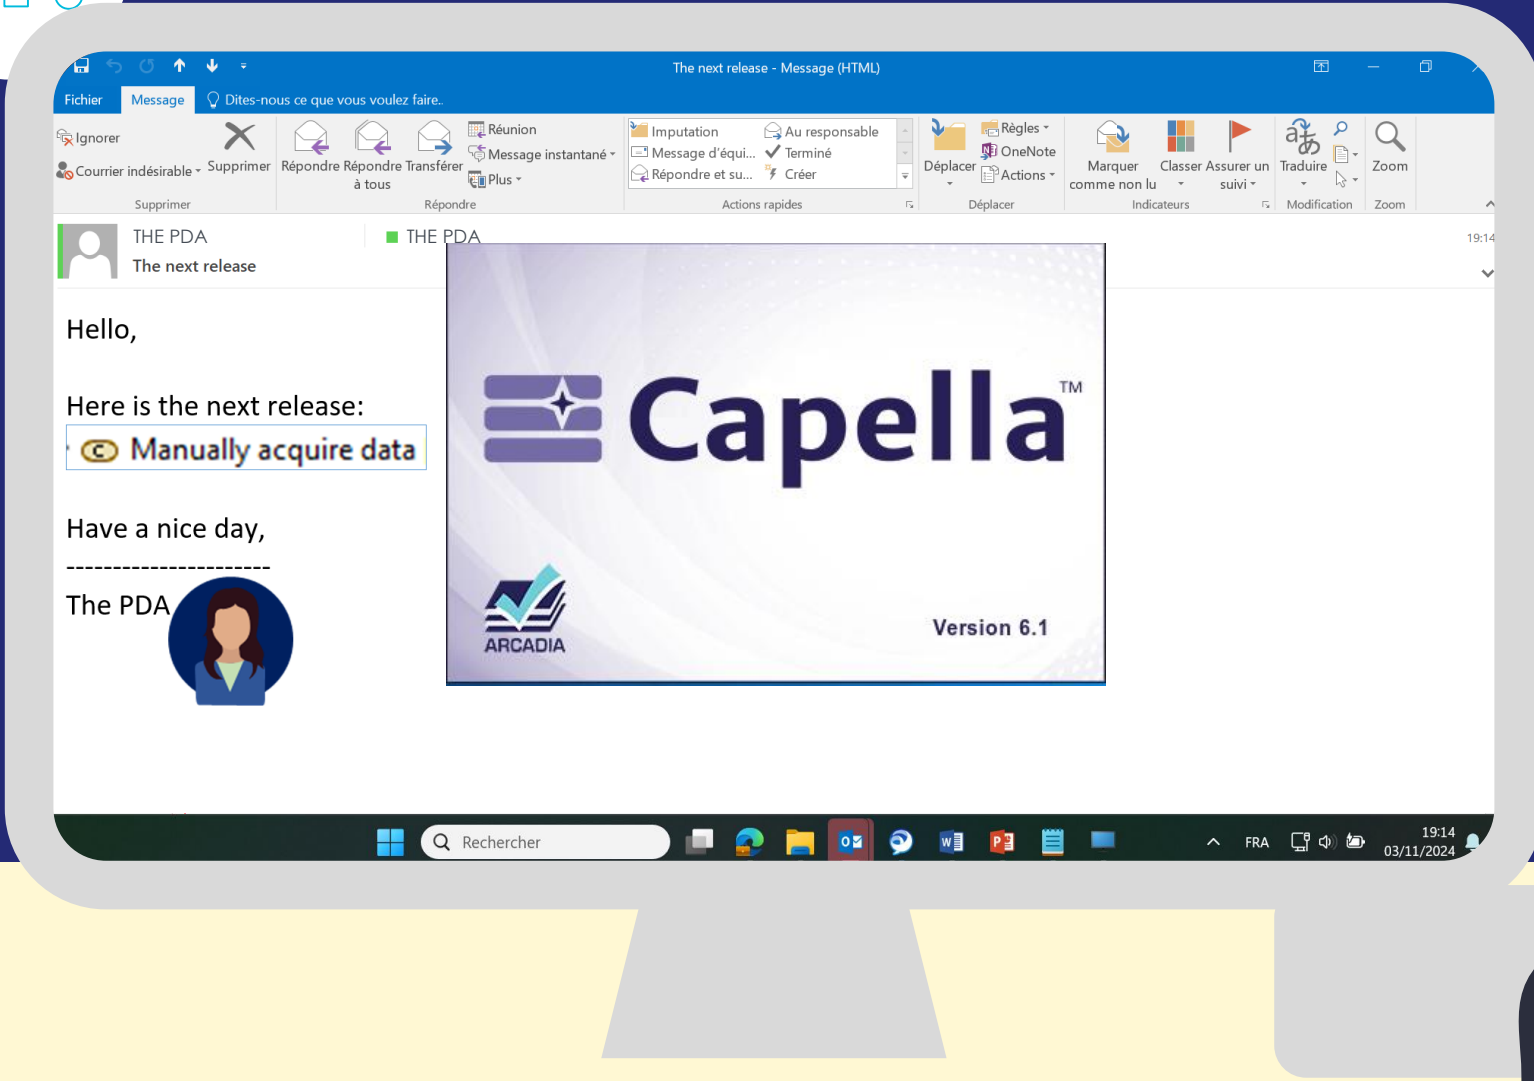 The next release - Message (HTML)
Fichier
Message
Dites-nous ce que vous voulez faire..
Ignorer
Courrier indésirable
Supprimer
Répondre
Répondre à tous
Transférer
Réunion
Message instantané
Plus
Imputation
Message d'équi...
Répondre et su...
Au responsable
Terminé
Créer
Déplacer
Règles
OneNote
Actions
Marquer comme non lu
Classer
Assurer un suivi
Traduire
Zoom
Supprimer
Répondre
Actions rapides
Déplacer
Indicateurs
Modification
Zoom
THE PDA
THE PDA
19:14
The next release
Hello,
Here is the next release:
C Manually acquire data
Have a nice day,
----------------------
The PDA
Capella™
ARCADIA
Version 6.1
Rechercher
FRA
19:14
03/11/2024